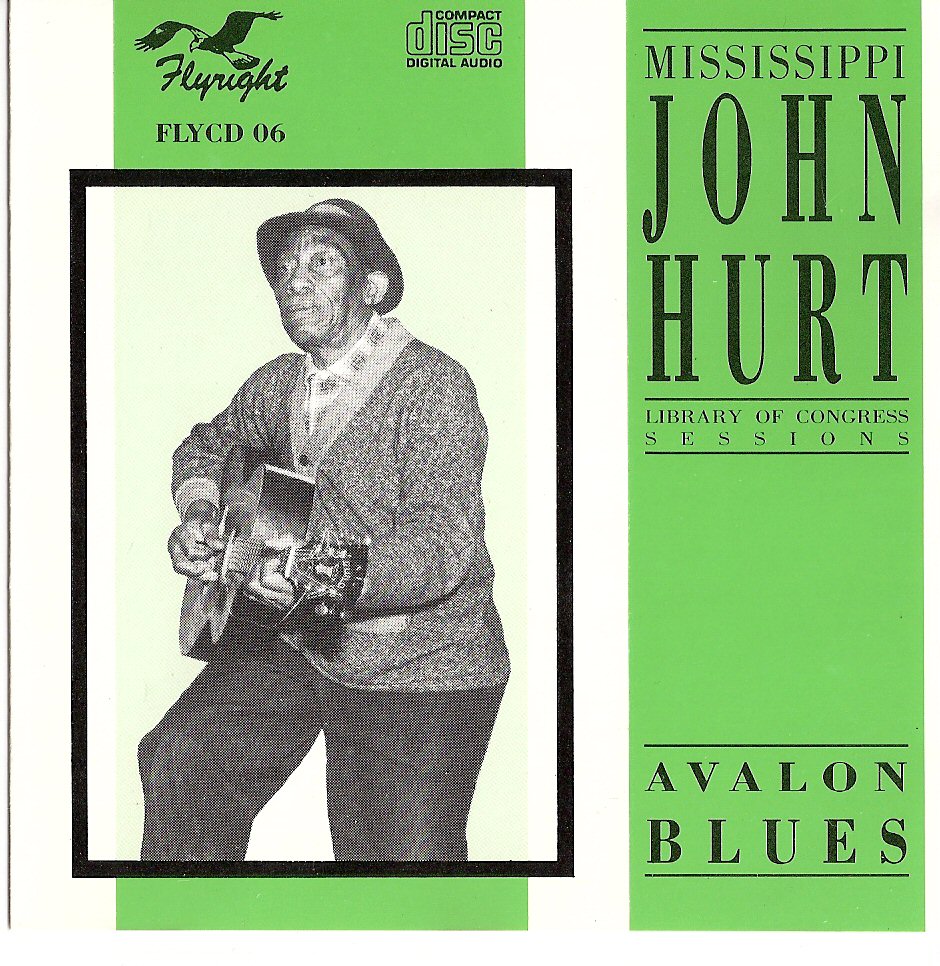 Flyright
FLYCD 06
COMPACT
disc
DIGITAL AUDIO
MISSISSIPPI
JOHN
HURT
LIBRARY OF CONGRESS
SESSIONS
AVALON
BLUES